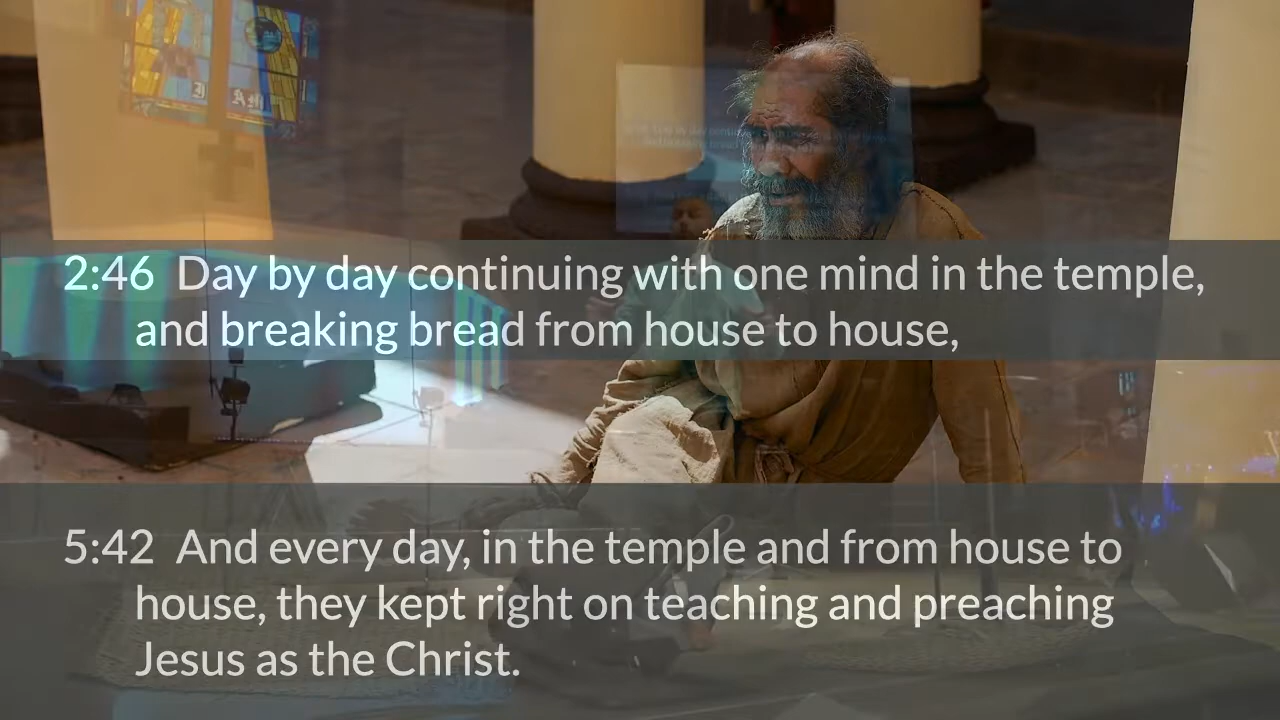 2:46 Day by day continuing with one mind in the temple,
and breaking bread from house to house,
5:42 And every day, in the temple and from house to
house, they kept right on teaching and preaching
Jesus as the Christ.